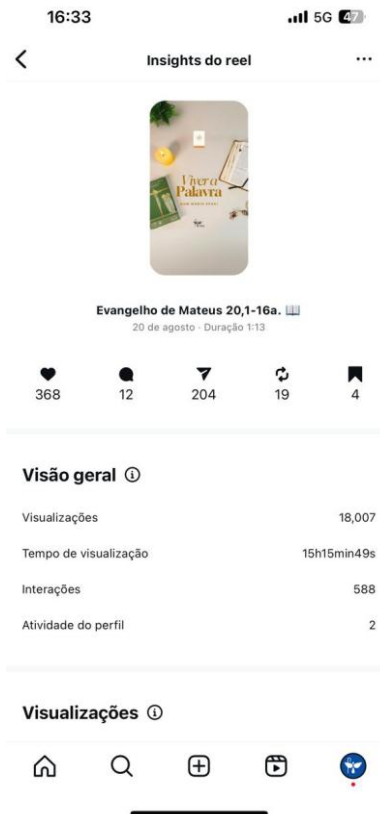 16:33
5G 47
Insights do reel
Viver a
Palavra
Evangelho de Mateus 20,1-16a. 📖
20 de agosto · Duração 1:13
368 12 204 19 4
Visão geral
Visualizações 18,007
Tempo de visualização 15h15min49s
Interações 588
Atividade do perfil 2
Visualizações